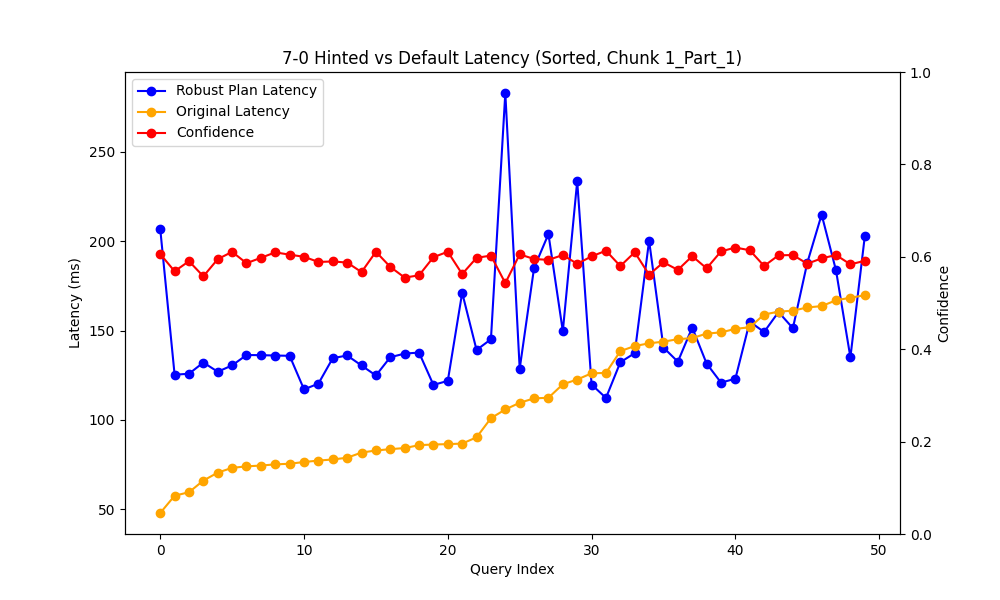 7-0 Hinted vs Default Latency (Sorted, Chunk 1_Part_1)
Robust Plan Latency
Original Latency
Confidence
Latency (ms)
250
200
150
100
50
1.0
0.8
0.6
0.4
0.2
0.0
Confidence
0 10 20 30 40 50
Query Index